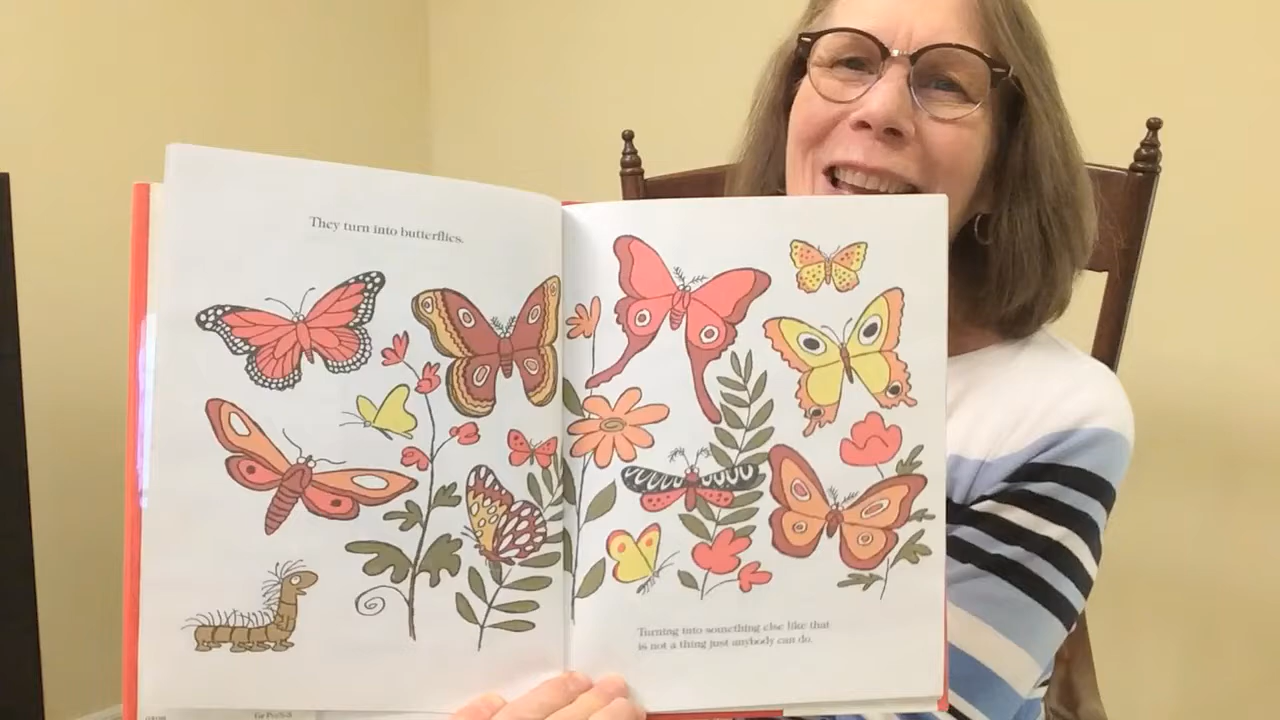 They turn into butterflies.
Turning into something else like that
is not a thing just anybody can do.